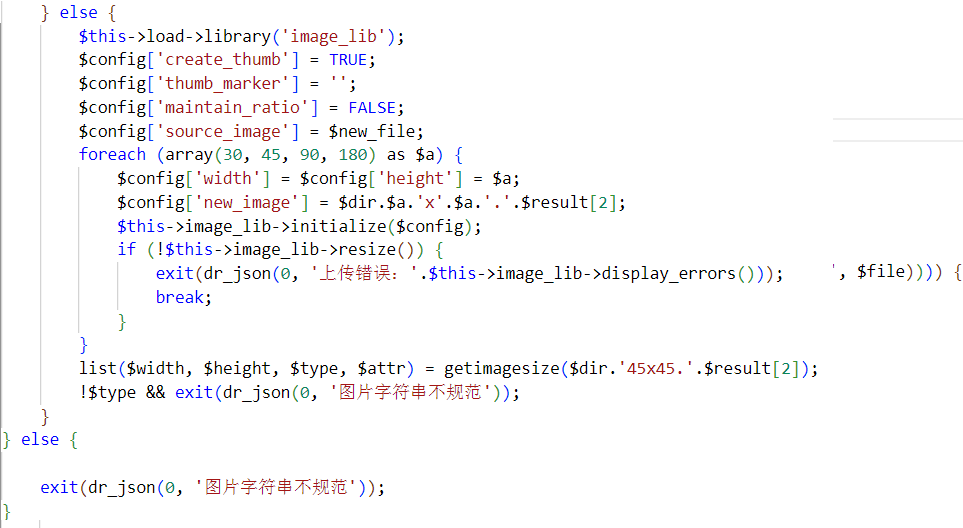 } else {
$this->load->library('image_lib');
$config['create_thumb'] = TRUE;
$config['thumb_marker'] = '';
$config['maintain_ratio'] = FALSE;
$config['source_image'] = $new_file;
foreach (array(30, 45, 90, 180) as $a) {
$config['width'] = $config['height'] = $a;
$config['new_image'] = $dir.$a.'x'.$a.'.'.$result[2];
$this->image_lib->initialize($config);
if (!$this->image_lib->resize()) {
exit(dr_json(0, '上传错误：'.$this->image_lib->display_errors())); ', $file)))) {
break;
}
}
list($width, $height, $type, $attr) = getimagesize($dir.'45x45.'.$result[2]);
!$type && exit(dr_json(0, '图片字符串不规范'));
}
} else {
exit(dr_json(0, '图片字符串不规范'));
}